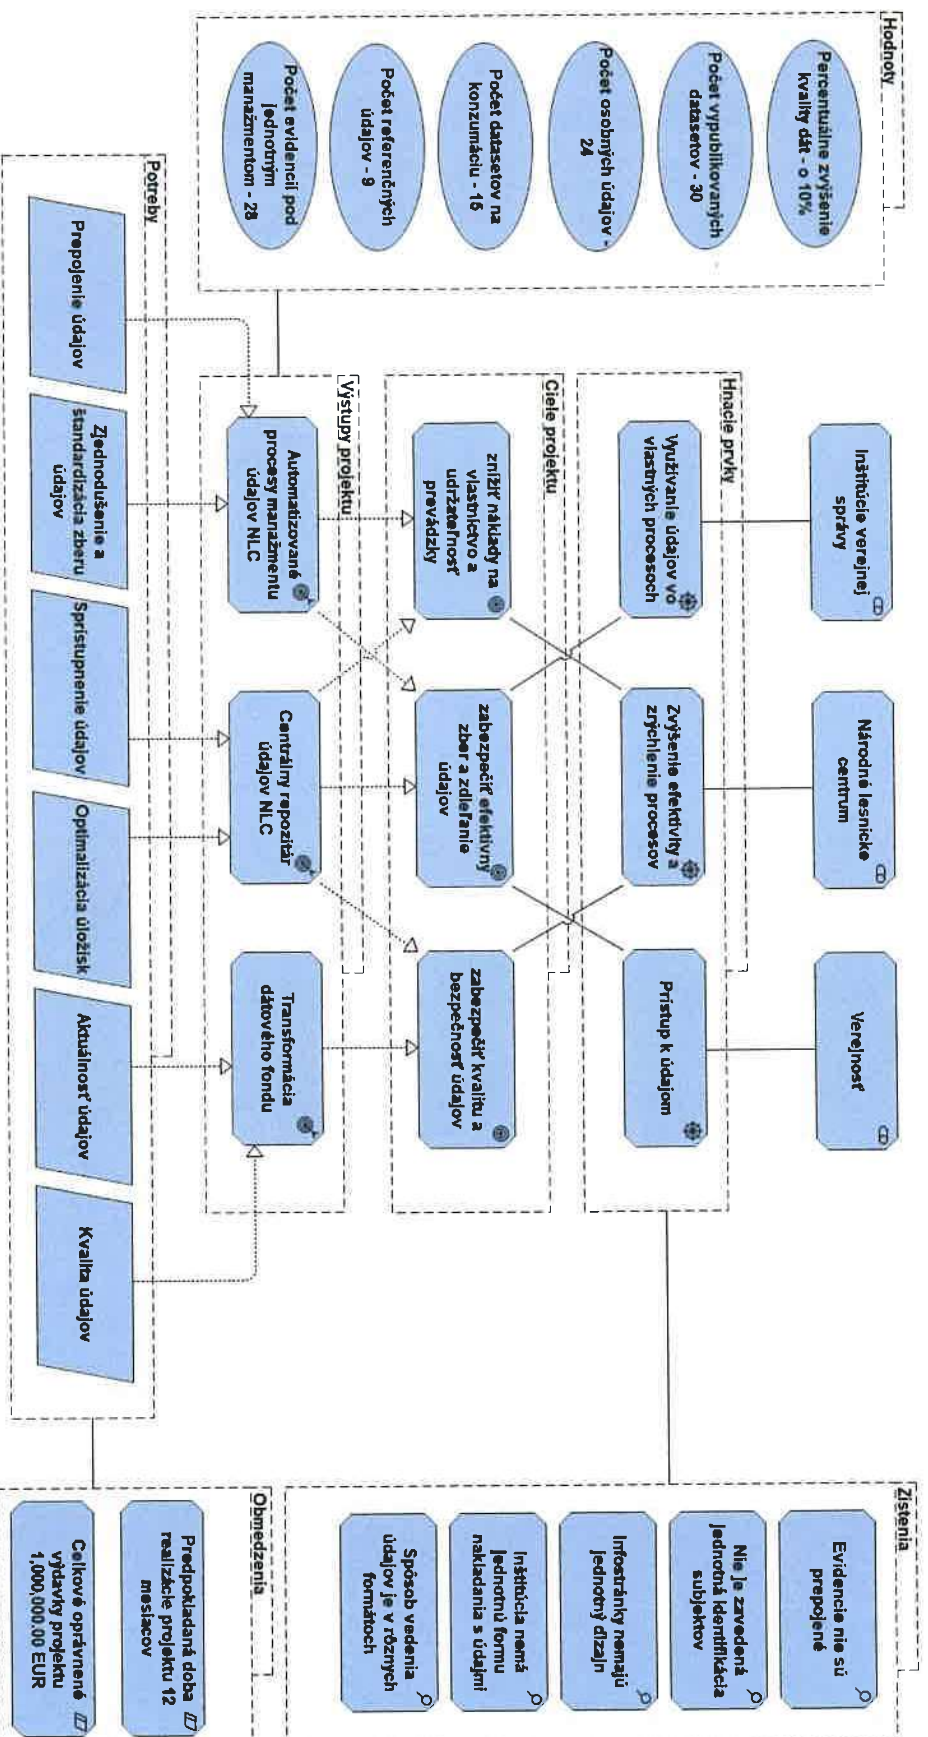 Hodnoty
Percentuálne zvýšenie
kvality dát - o 10%
Počet vypublikovaných
datasetov - 30
Počet osobných údajov -
24
Počet datasetov na
konzumáciu - 15
Počet referenčných
údajov - 9
Počet evidencií pod
jednotným
manažmentom - 28
Inštitúcie verejnej
správy
Národné lesnícke
centrum
Verejnosť
Hnacie prvky
Využívanie údajov vo
vlastných procesoch
Zvýšenie efektivity a
zrýchlenie procesov
Prístup k údajom
Ciele projektu
znížiť náklady na
vlastníctvo a
udržateľnosť
prevádzky
zabezpečiť efektívny
zber a zdieľanie
údajov
zabezpečiť kvalitu a
bezpečnosť údajov
Výstupy projektu
Automatizované
procesy manažmentu
údajov NLC
Centrálny repozitár
údajov NLC
Transformácia
dátového fondu
Potreby
Prepojenie údajov
Zjednodušenie a
štandardizácia zberu
údajov
Sprístupnenie údajov
Optimalizácia úložísk
Aktuálnosť údajov
Kvalita údajov
Zistenia
Evidencie nie sú
prepojené
Nie je zavedená
jednotná identifikácia
subjektov
Infostránky nemajú
jednotný dizajn
Inštitúcia nemá
jednotnú formu
nakladania s údajmi
Spôsob vedenia
údajov je v rôznych
formátoch
Obmedzenia
Predpokladaná doba
realizácie projektu 12
mesiacov
Celkové oprávnené
výdavky projektu
1,000,000.00 EUR